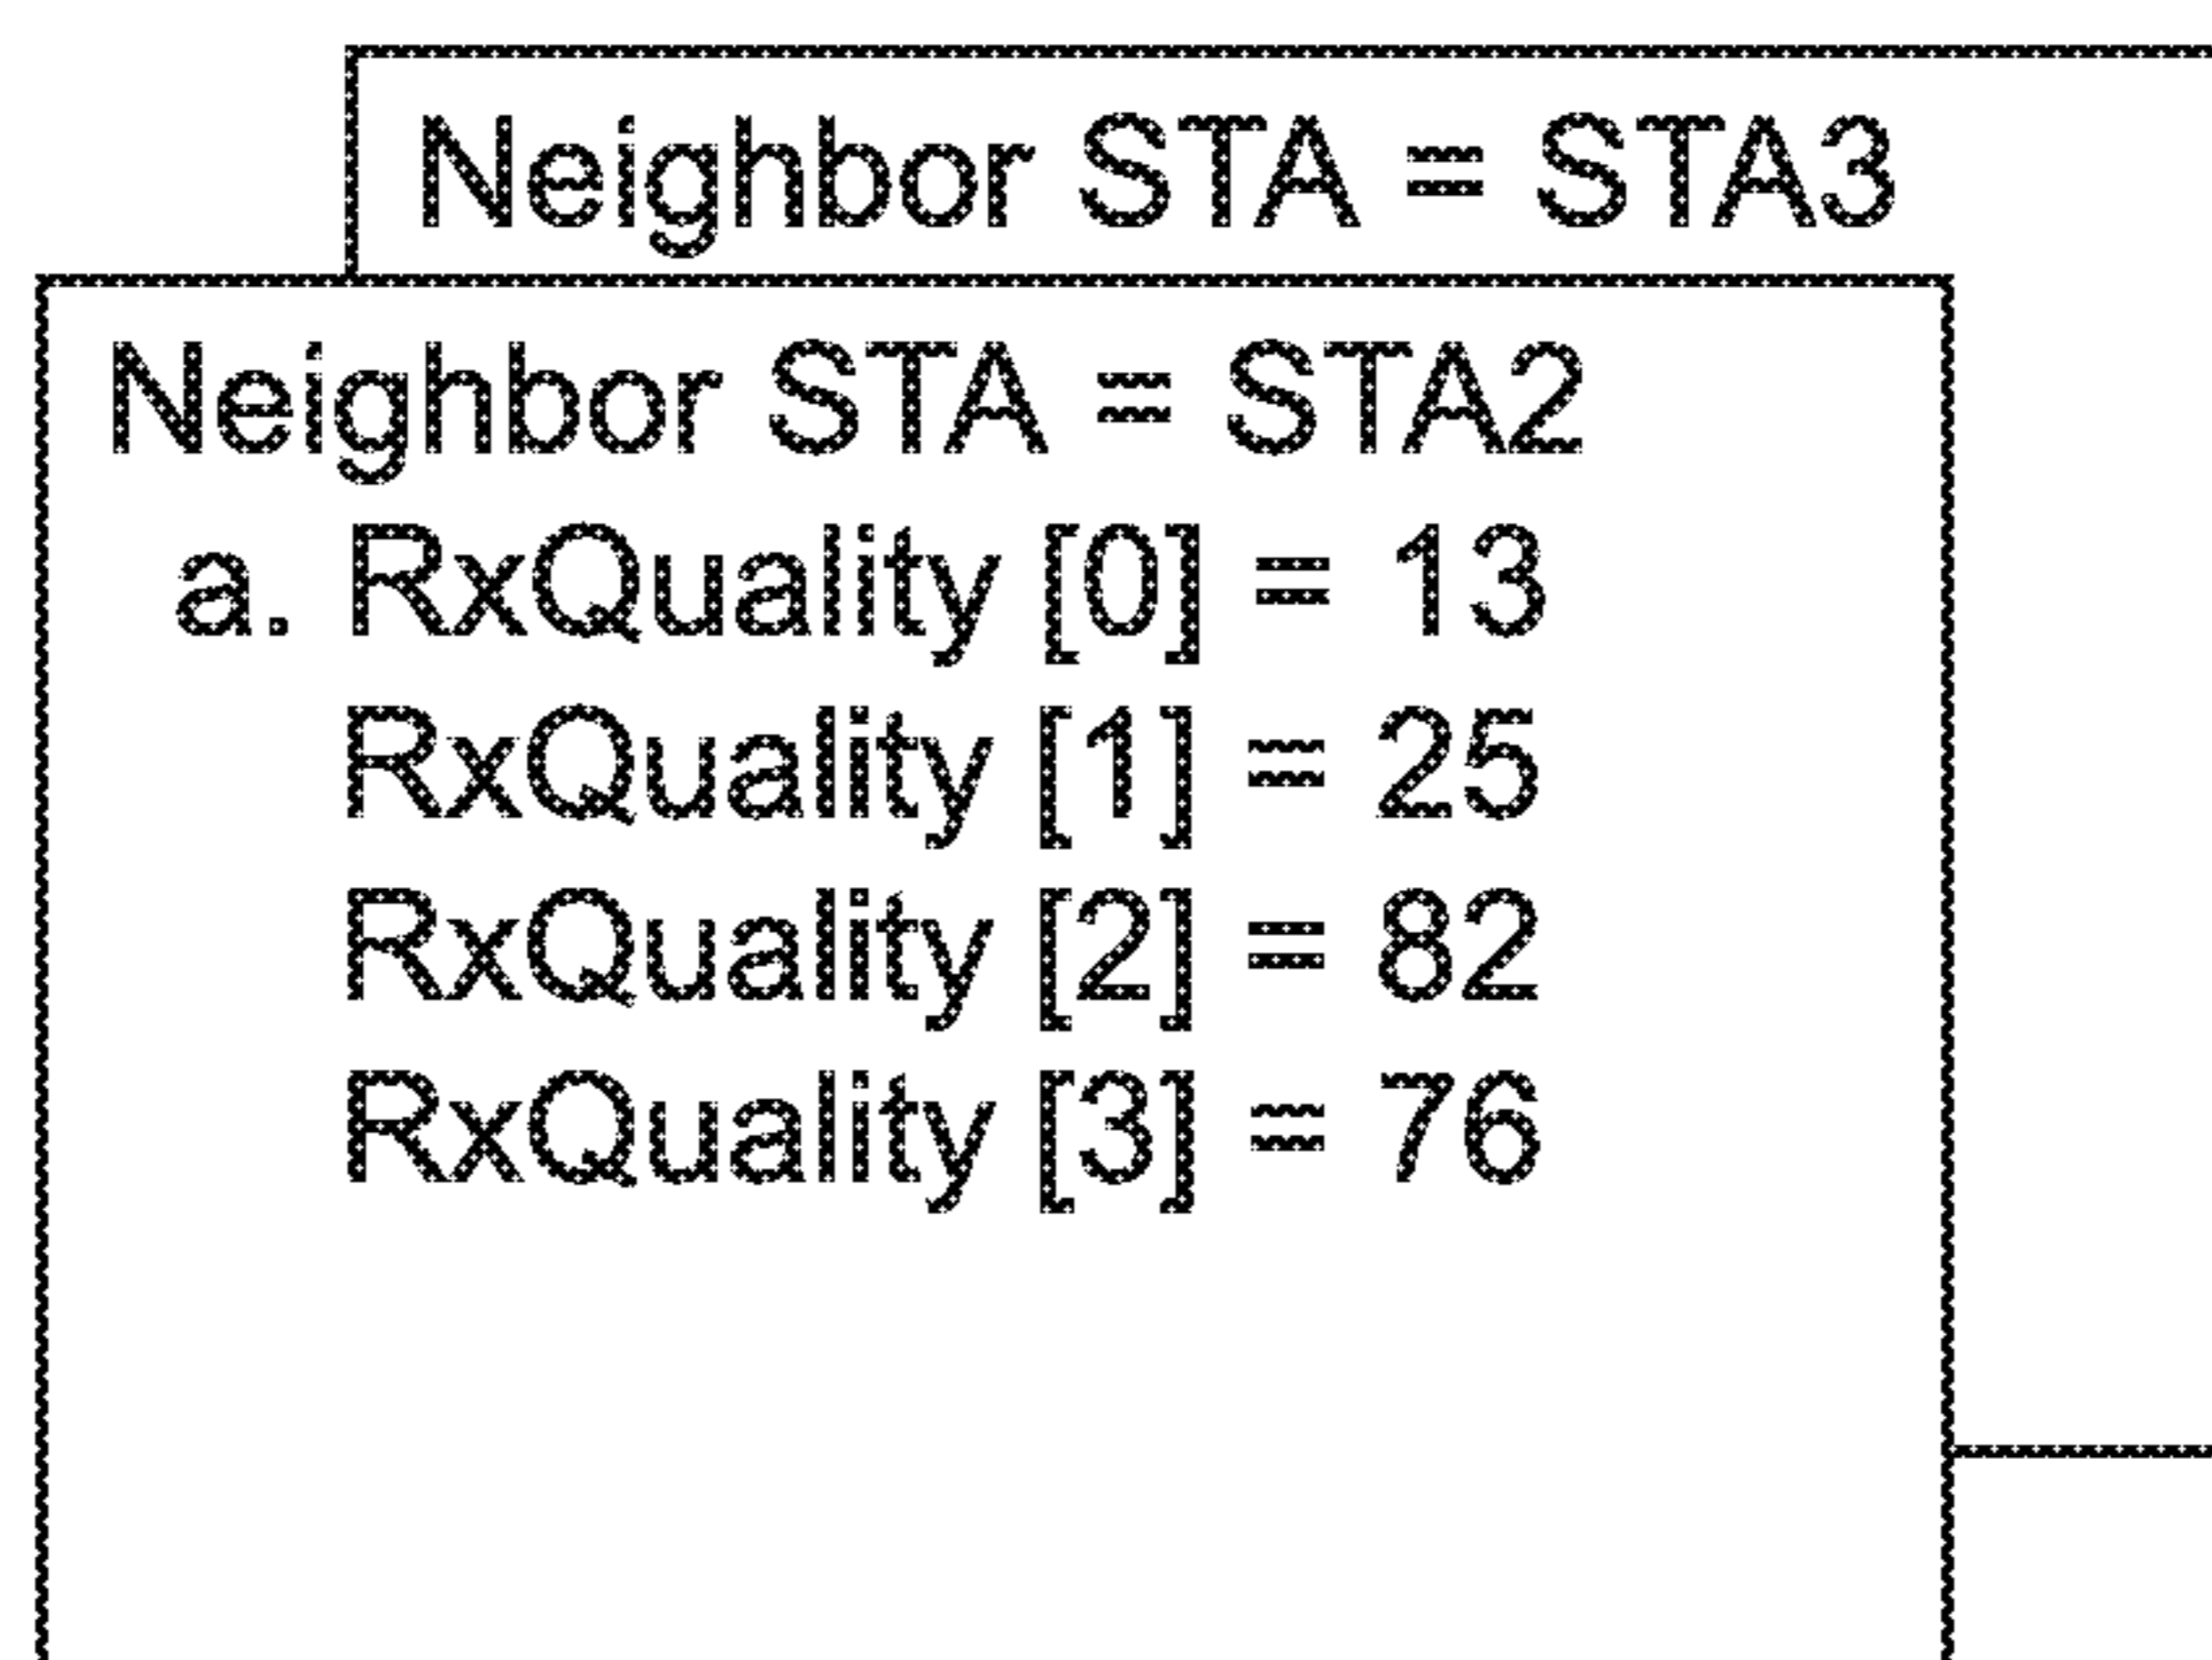 Neighbor STA = STA3
Neighbor STA = STA2
a. RxQuality [0] = 13
RxQuality [1] = 25
RxQuality [2] = 82
RxQuality [3] = 76